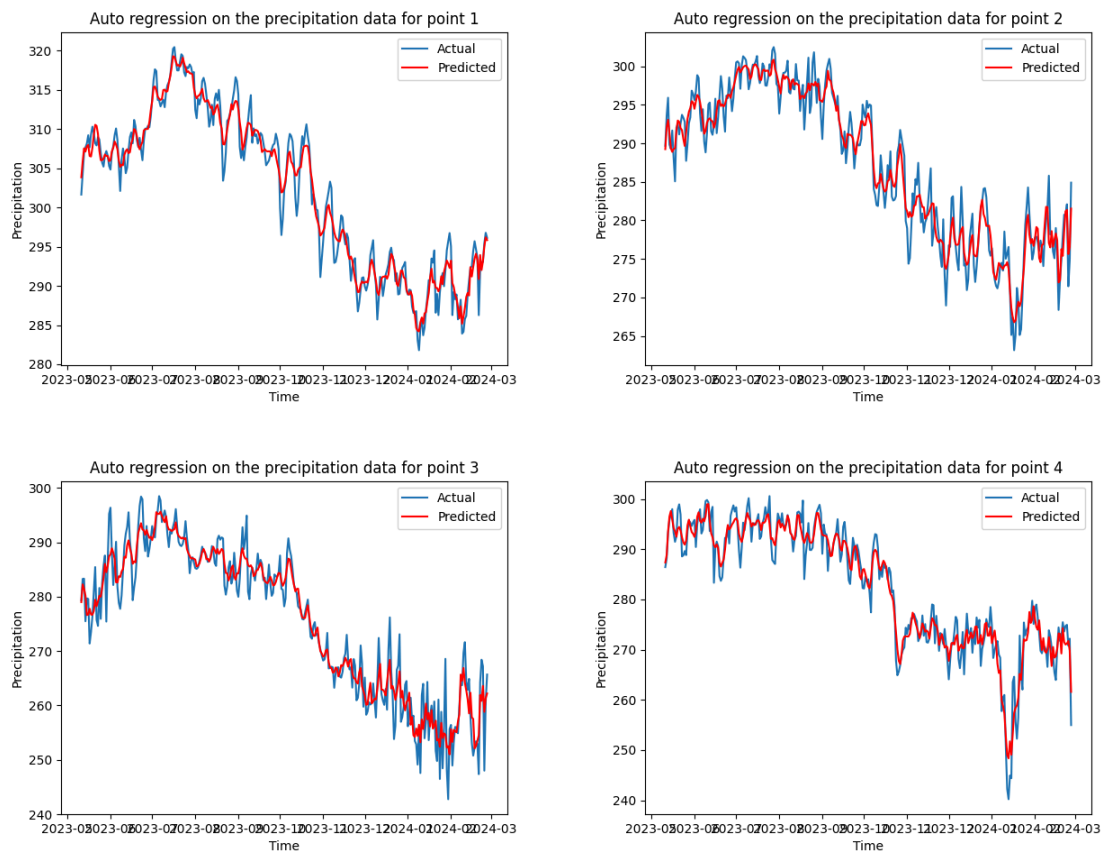 Auto regression on the precipitation data for point 1
Precipitation
320
315
310
305
300
295
290
285
280
Actual
Predicted
2023-05 2023-06 2023-07 2023-08 2023-09 2023-10 2023-11 2023-12 2024-01 2024-02 2024-03
Time
Auto regression on the precipitation data for point 2
Precipitation
300
295
290
285
280
275
270
265
Actual
Predicted
2023-05 2023-06 2023-07 2023-08 2023-09 2023-10 2023-11 2023-12 2024-01 2024-02 2024-03
Time
Auto regression on the precipitation data for point 3
Precipitation
300
290
280
270
260
250
240
Actual
Predicted
2023-05 2023-06 2023-07 2023-08 2023-09 2023-10 2023-11 2023-12 2024-01 2024-02 2024-03
Time
Auto regression on the precipitation data for point 4
Precipitation
300
290
280
270
260
250
240
Actual
Predicted
2023-05 2023-06 2023-07 2023-08 2023-09 2023-10 2023-11 2023-12 2024-01 2024-02 2024-03
Time